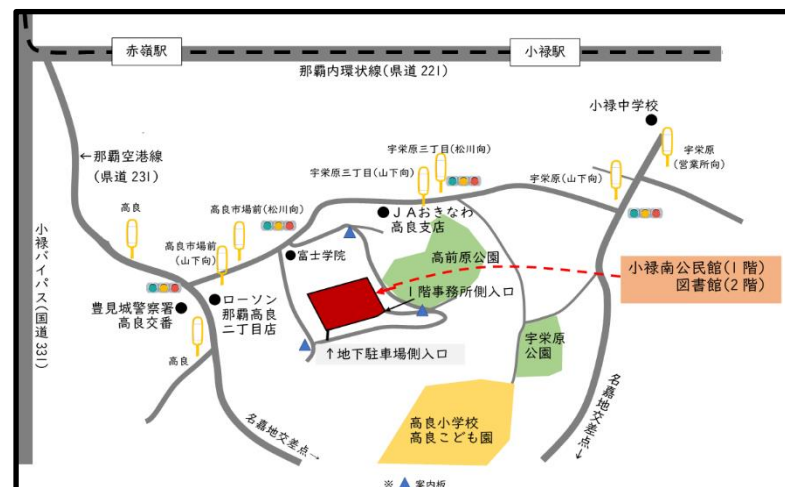 赤嶺駅
小禄駅
那覇内環状線(県道221)
小禄中学校
宇栄原
(営業所向)
宇栄原三丁目(松川向)
宇栄原三丁目(山下向)
宇栄原(山下向)
←那覇空港線
(県道231)
高良
高良市場前(松川向)
高良市場前
(山下向)
JAおきなわ
高良支店
富士学院
高前原公園
小禄南公民館(1階)
図書館(2階)
1階事務所側入口
小禄バイパス(国道331)
豊見城警察署
高良交番
ローソン
那覇高良
二丁目店
宇栄原
公園
↑地下駐車場側入口
高良
名嘉地交差点→
名嘉地交差点→
高良小学校
高良こども園
※ ▲ 案内板